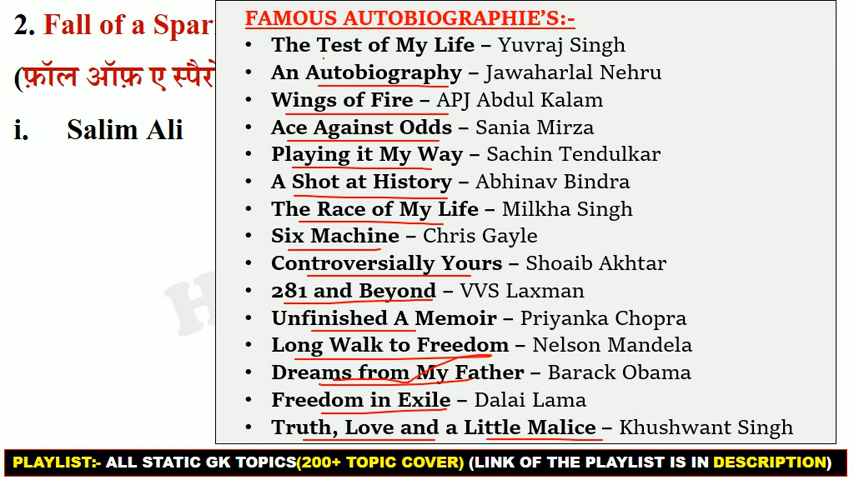 2. Fall of a Spar
(फ़ॉल ऑफ़ ए स्पैरो
i. Salim Ali
FAMOUS AUTOBIOGRAPHIE'S:-
• The Test of My Life – Yuvraj Singh
• An Autobiography – Jawaharlal Nehru
• Wings of Fire – APJ Abdul Kalam
• Ace Against Odds – Sania Mirza
• Playing it My Way – Sachin Tendulkar
• A Shot at History – Abhinav Bindra
• The Race of My Life – Milkha Singh
• Six Machine – Chris Gayle
• Controversially Yours – Shoaib Akhtar
• 281 and Beyond – VVS Laxman
• Unfinished A Memoir – Priyanka Chopra
• Long Walk to Freedom – Nelson Mandela
• Dreams from My Father – Barack Obama
• Freedom in Exile – Dalai Lama
• Truth, Love and a Little Malice – Khushwant Singh
PLAYLIST:- ALL STATIC GK TOPICS(200+ TOPIC COVER) (LINK OF THE PLAYLIST IS IN DESCRIPTION)